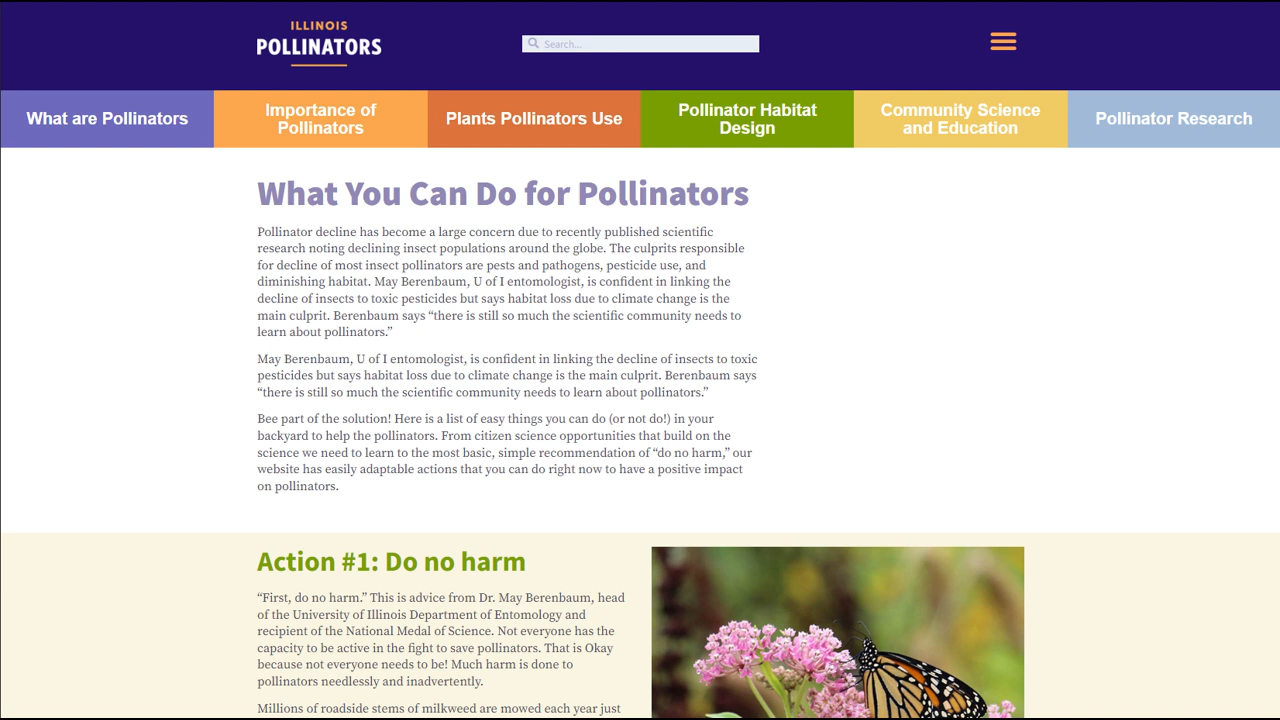 ILLINOIS
POLLINATORS
Search...
What are Pollinators
Importance of
Pollinators
Plants Pollinators Use
Pollinator Habitat
Design
Community Science
and Education
Pollinator Research
What You Can Do for Pollinators
Pollinator decline has become a large concern due to recently published scientific
research noting declining insect populations around the globe. The culprits responsible
for decline of most insect pollinators are pests and pathogens, pesticide use, and
diminishing habitat. May Berenbaum, U of I entomologist, is confident in linking the
decline of insects to toxic pesticides but says habitat loss due to climate change is the
main culprit. Berenbaum says “there is still so much the scientific community needs to
learn about pollinators.”
May Berenbaum, U of I entomologist, is confident in linking the decline of insects to toxic
pesticides but says habitat loss due to climate change is the main culprit. Berenbaum says
“there is still so much the scientific community needs to learn about pollinators.”
Bee part of the solution! Here is a list of easy things you can do (or not do!) in your
backyard to help the pollinators. From citizen science opportunities that build on the
science we need to learn to the most basic, simple recommendation of “do no harm,” our
website has easily adaptable actions that you can do right now to have a positive impact
on pollinators.
Action #1: Do no harm
“First, do no harm.” This is advice from Dr. May Berenbaum, head
of the University of Illinois Department of Entomology and
recipient of the National Medal of Science. Not everyone has the
capacity to be active in the fight to save pollinators. That is Okay
because not everyone needs to be! Much harm is done to
pollinators needlessly and inadvertently.
Millions of roadside stems of milkweed are mowed each year just